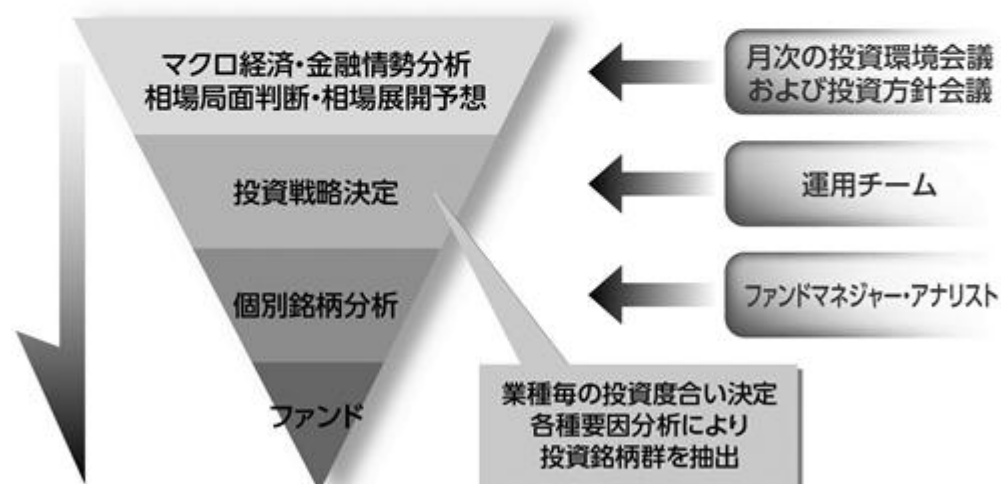 マクロ経済・金融情勢分析
相場局面判断・相場展開予想
月次の投資環境会議
および投資方針会議
投資戦略決定
運用チーム
個別銘柄分析
ファンドマネジャー・アナリスト
ファンド
業種毎の投資度合い決定
各種要因分析により
投資銘柄群を抽出